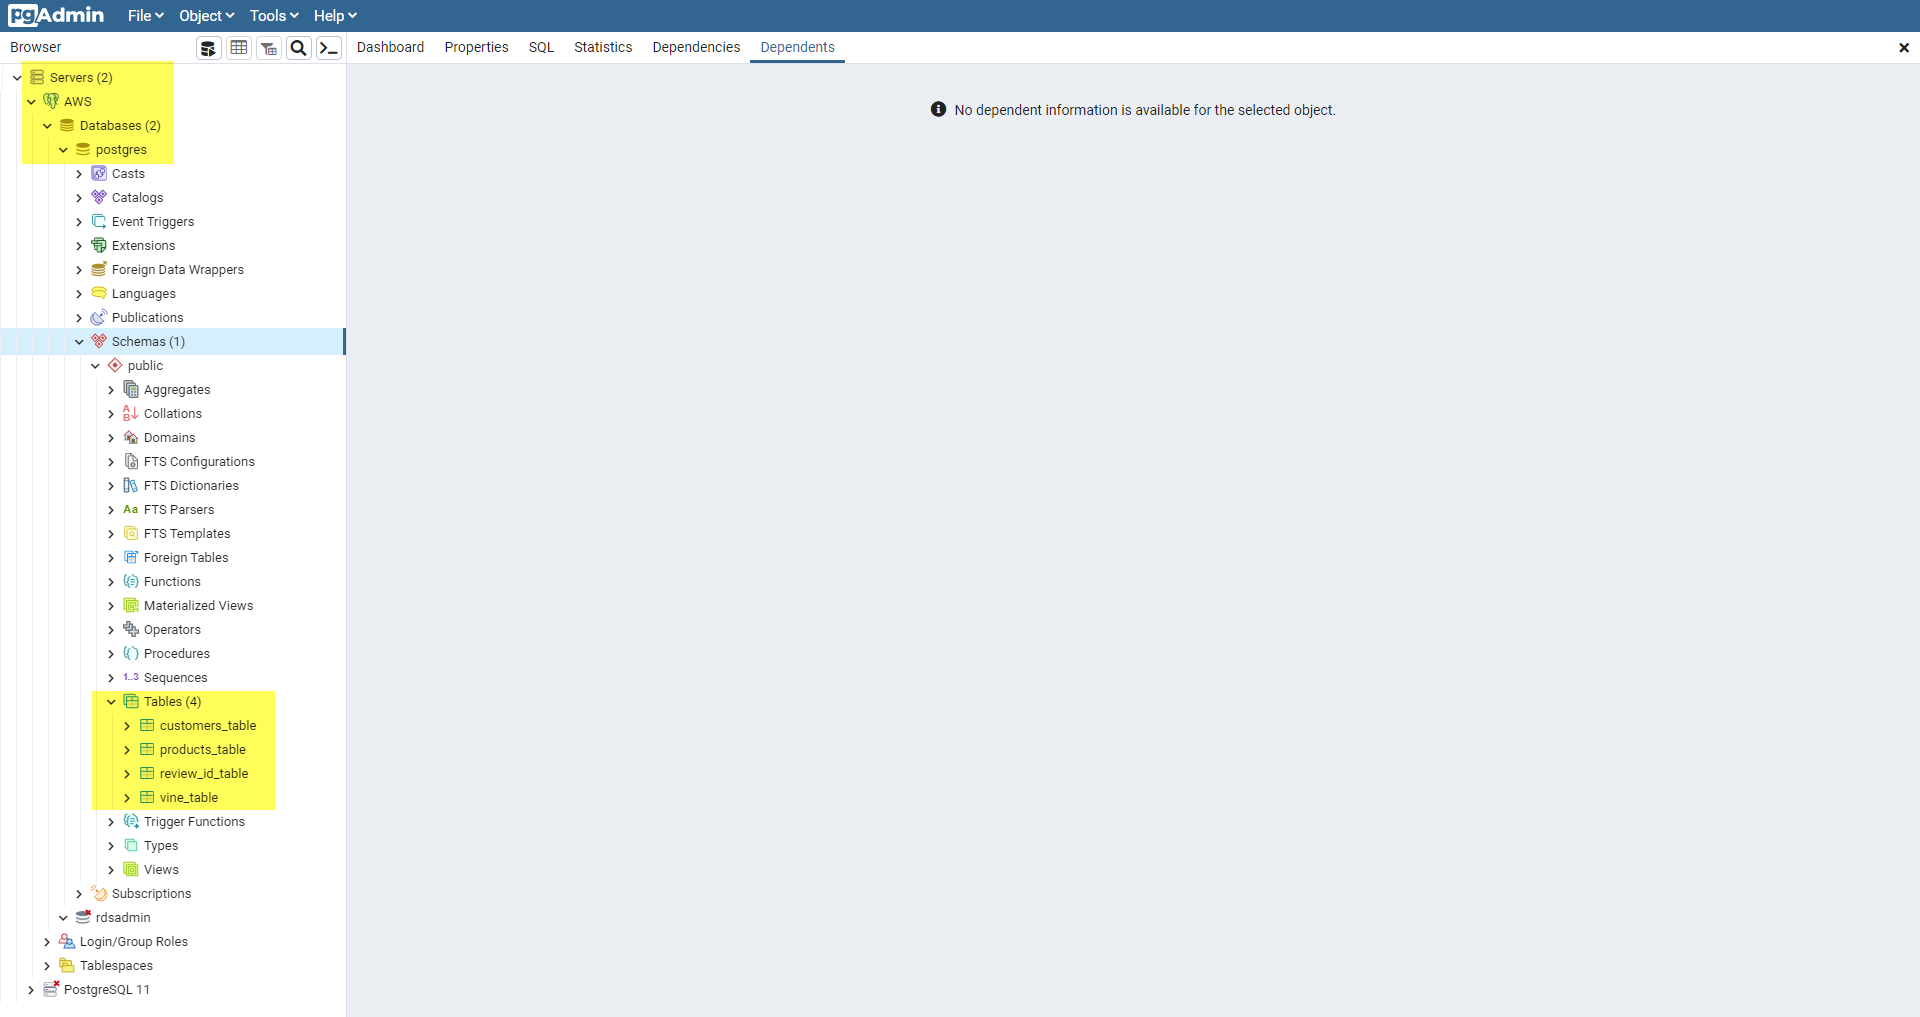 pgAdmin File Object Tools Help
Browser
Dashboard Properties SQL Statistics Dependencies Dependents
No dependent information is available for the selected object.
Servers (2)
AWS
Databases (2)
postgres
Casts
Catalogs
Event Triggers
Extensions
Foreign Data Wrappers
Languages
Publications
Schemas (1)
public
Aggregates
Collations
Domains
FTS Configurations
FTS Dictionaries
Aa FTS Parsers
FTS Templates
Foreign Tables
Functions
Materialized Views
Operators
Procedures
1..3 Sequences
Tables (4)
customers_table
products_table
review_id_table
vine_table
Trigger Functions
Types
Views
Subscriptions
rdsadmin
Login/Group Roles
Tablespaces
PostgreSQL 11